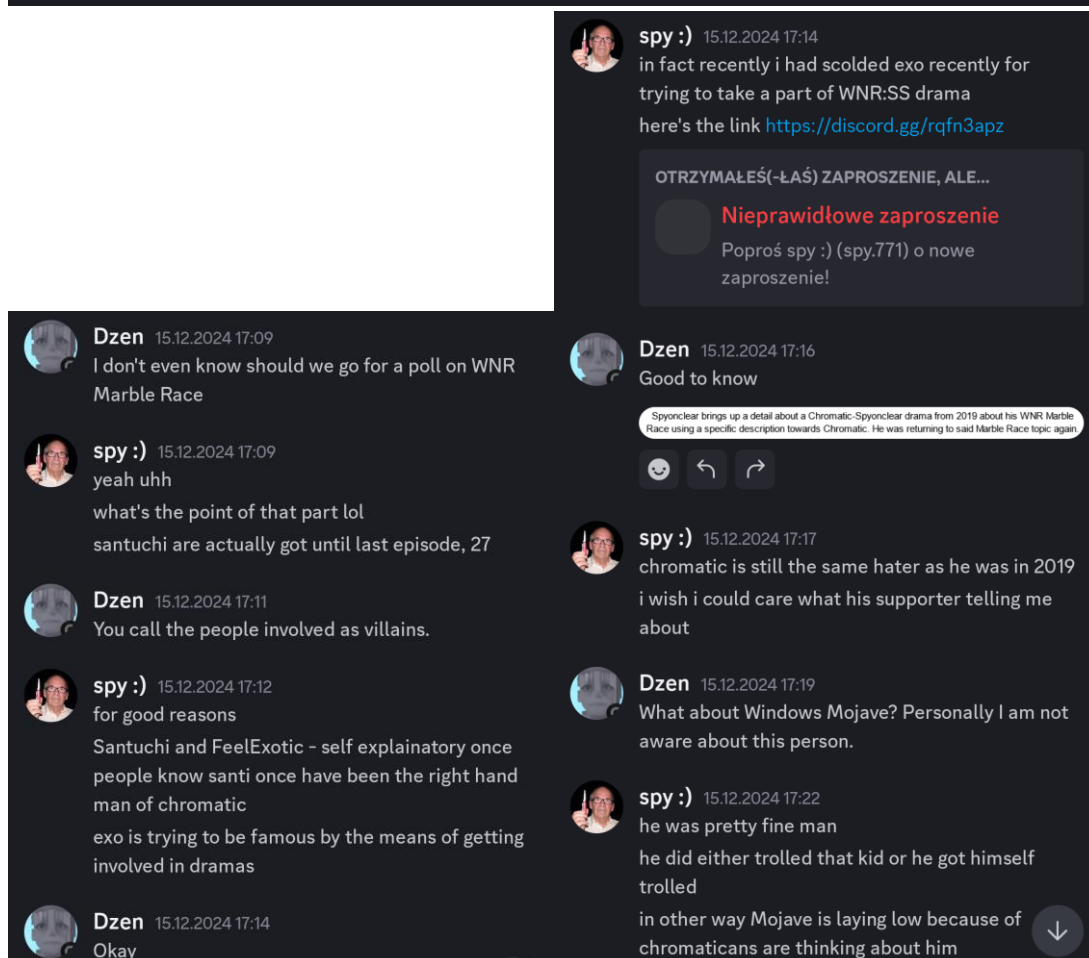 Dzen 15.12.2024 17:09
I don't even know should we go for a poll on WNR
Marble Race
spy :) 15.12.2024 17:09
yeah uhh
what's the point of that part lol
santuchi are actually got until last episode, 27
Dzen 15.12.2024 17:11
You call the people involved as villains.
spy :) 15.12.2024 17:12
for good reasons
Santuchi and FeelExotic - self explainatory once
people know santi once have been the right hand
man of chromatic
exo is trying to be famous by the means of getting
involved in dramas
Dzen 15.12.2024 17:14
Okay
spy :) 15.12.2024 17:14
in fact recently i had scolded exo recently for
trying to take a part of WNR:SS drama
here's the link https://discord.gg/rqfn3apz
OTRZYMAŁEŚ(-ŁAŚ) ZAPROSZENIE, ALE...
Nieprawidłowe zaproszenie
Poproś spy :) (spy.771) o nowe
zaproszenie!
Dzen 15.12.2024 17:16
Good to know
Spyonclear brings up a detail about a Chromatic-Spyonclear drama from 2019 about his WNR Marble
Race using a specific description towards Chromatic. He was returning to said Marble Race topic again.
spy :) 15.12.2024 17:17
chromatic is still the same hater as he was in 2019
i wish i could care what his supporter telling me
about
Dzen 15.12.2024 17:19
What about Windows Mojave? Personally I am not
aware about this person.
spy :) 15.12.2024 17:22
he was pretty fine man
he did either trolled that kid or he got himself
trolled
in other way Mojave is laying low because of
chromaticans are thinking about him